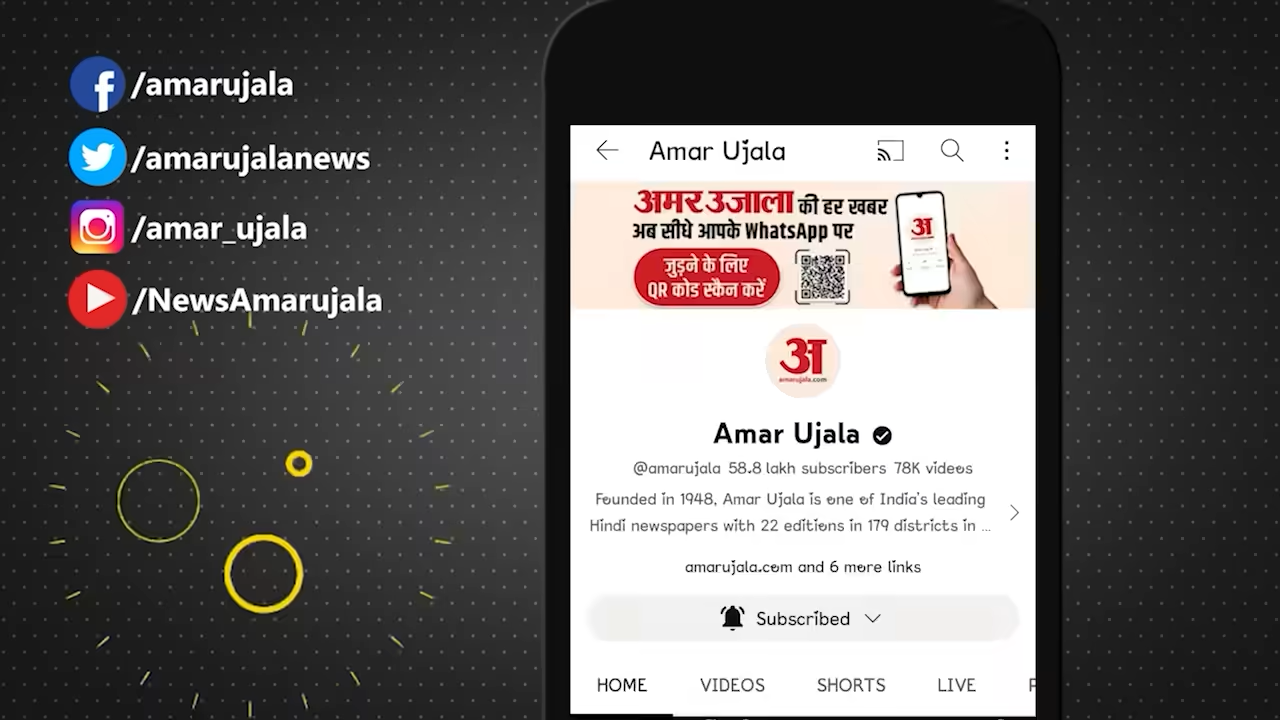 /amarujala
/amarujalanews
/amar_ujala
/NewsAmarujala
Amar Ujala
अमर उजाला की हर खबर
अब सीधे आपके WhatsApp पर
जुड़ने के लिए
QR कोड स्कैन करें
अ
अ
amarujala.com
Amar Ujala
@amarujala 58.8 lakh subscribers 78K videos
Founded in 1948, Amar Ujala is one of India's leading
Hindi newspapers with 22 editions in 179 districts in ...
amarujala.com and 6 more links
Subscribed
HOME VIDEOS SHORTS LIVE